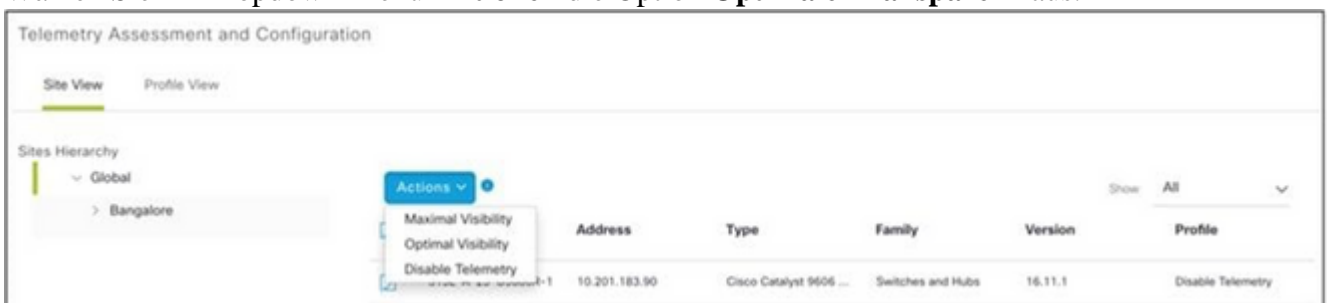 Telemetry Assessment and Configuration
Site View Profile View
Sites Hierarchy
Global
Bangalore
Actions
Show All
Maximal Visibility
Optimal Visibility
Disable Telemetry
Address Type Family Version Profile
10.201.183.90 Cisco Catalyst 9606 ... Switches and Hubs 16.11.1 Disable Telemetry